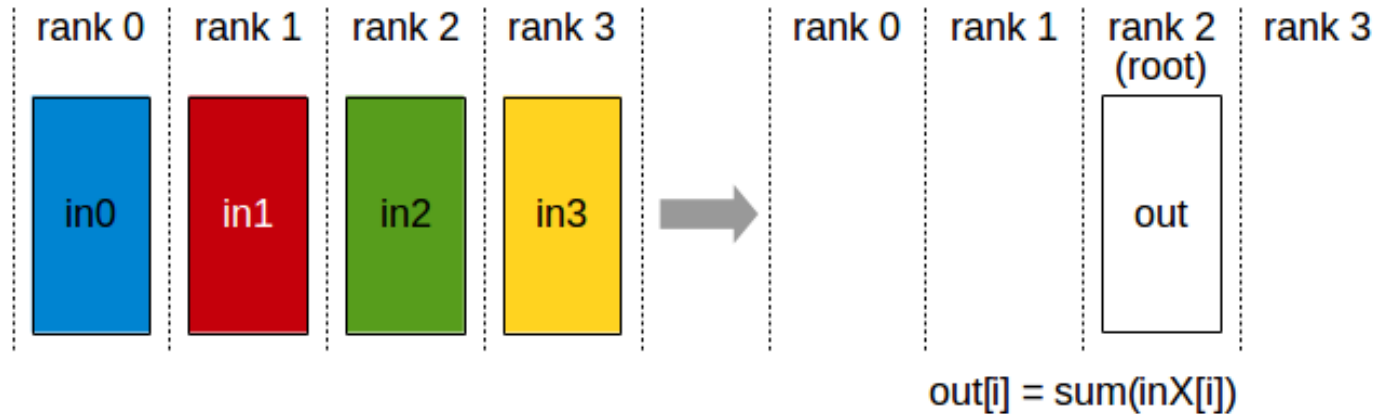 rank 0 rank 1 rank 2 rank 3 rank 0 rank 1 rank 2 rank 3
(root)
in0 in1 in2 in3 out
out[i] = sum(inX[i])